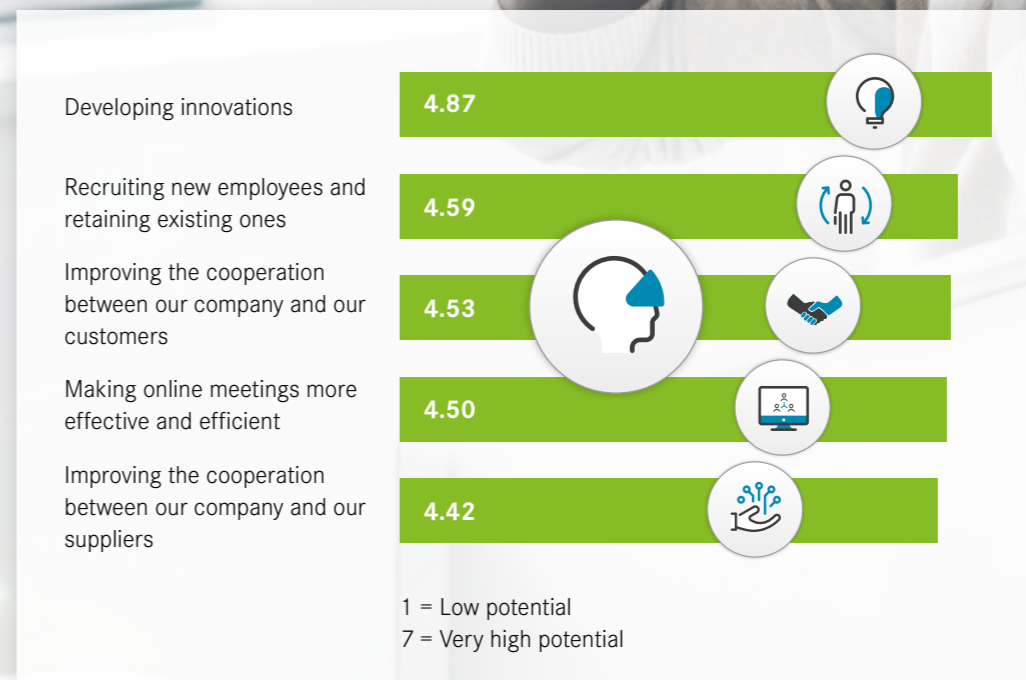 Developing innovations
4.87
Recruiting new employees and
retaining existing ones
4.59
Improving the cooperation
between our company and our
customers
4.53
Making online meetings more
effective and efficient
4.50
Improving the cooperation
between our company and our
suppliers
4.42
1 = Low potential
7 = Very high potential